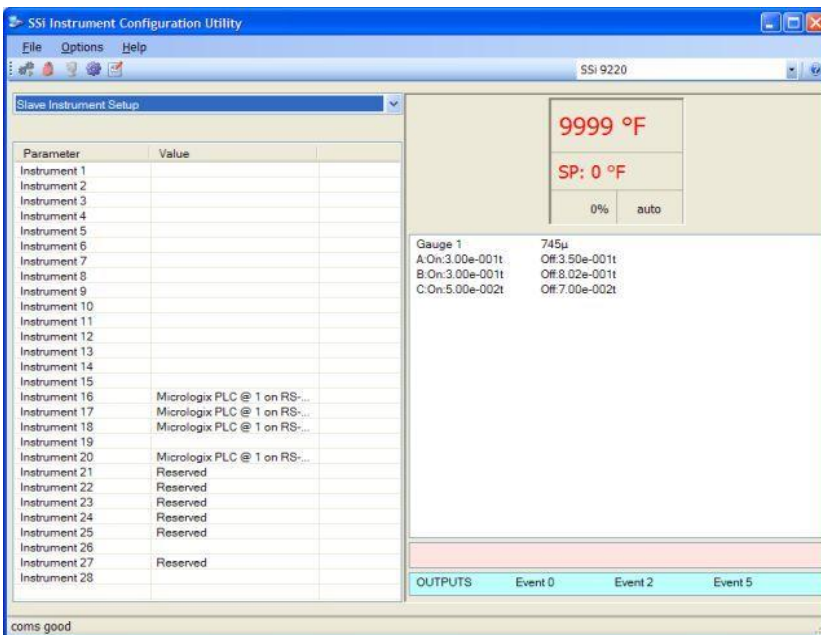 SSi Instrument Configuration Utility
File Options Help
SSi 9220
Slave Instrument Setup
Parameter Value
Instrument 1
Instrument 2
Instrument 3
Instrument 4
Instrument 5
Instrument 6
Instrument 7
Instrument 8
Instrument 9
Instrument 10
Instrument 11
Instrument 12
Instrument 13
Instrument 14
Instrument 15
Instrument 16 Micrologix PLC @ 1 on RS-...
Instrument 17 Micrologix PLC @ 1 on RS-...
Instrument 18 Micrologix PLC @ 1 on RS-...
Instrument 19
Instrument 20 Micrologix PLC @ 1 on RS-...
Instrument 21 Reserved
Instrument 22 Reserved
Instrument 23 Reserved
Instrument 24 Reserved
Instrument 25 Reserved
Instrument 26
Instrument 27 Reserved
Instrument 28
9999 °F
SP: 0 °F
0% auto
Gauge 1 745µ
A:On:3.00e-001t Off:3.50e-001t
B:On:3.00e-001t Off:8.02e-001t
C:On:5.00e-002t Off:7.00e-002t
OUTPUTS Event 0 Event 2 Event 5
coms good